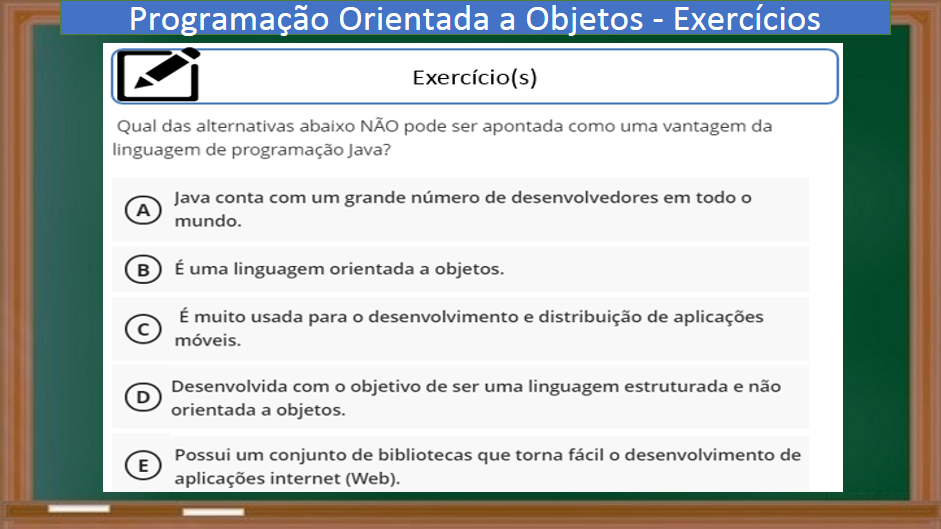 Programação Orientada a Objetos - Exercícios
Exercício(s)
Qual das alternativas abaixo NÃO pode ser apontada como uma vantagem da
linguagem de programação Java?
A Java conta com um grande número de desenvolvedores em todo o
mundo.
B É uma linguagem orientada a objetos.
C É muito usada para o desenvolvimento e distribuição de aplicações
móveis.
D Desenvolvida com o objetivo de ser uma linguagem estruturada e não
orientada a objetos.
E Possui um conjunto de bibliotecas que torna fácil o desenvolvimento de
aplicações internet (Web).